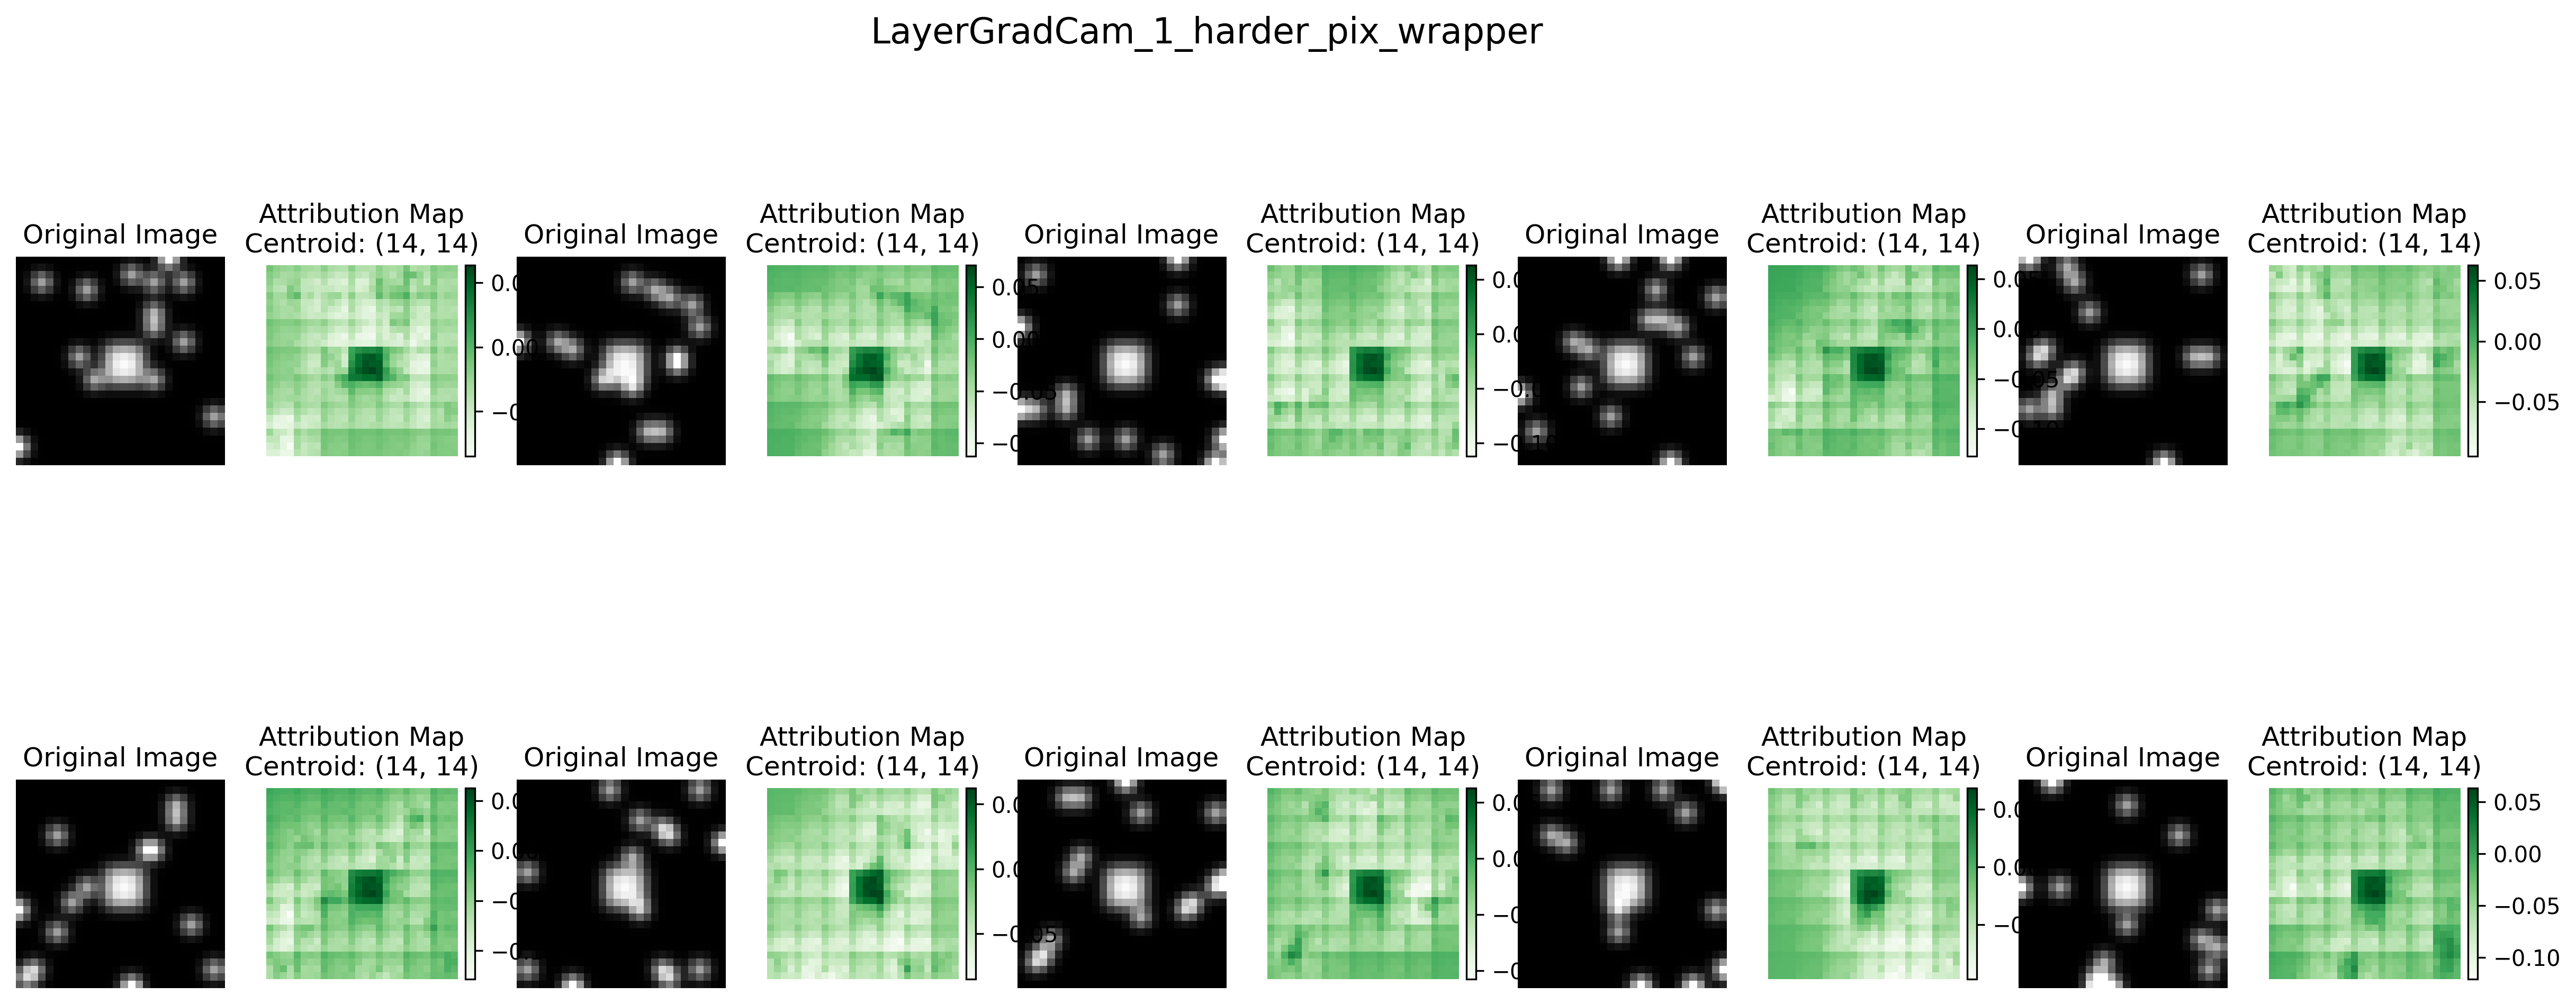 LayerGradCam_1_harder_pix_wrapper
Original Image
Attribution Map
Centroid: (14, 14)
Original Image
Attribution Map
Centroid: (14, 14)
Original Image
Attribution Map
Centroid: (14, 14)
Original Image
Attribution Map
Centroid: (14, 14)
Original Image
Attribution Map
Centroid: (14, 14)
0.05
0.00
−0.05
Original Image
Attribution Map
Centroid: (14, 14)
Original Image
Attribution Map
Centroid: (14, 14)
Original Image
Attribution Map
Centroid: (14, 14)
Original Image
Attribution Map
Centroid: (14, 14)
Original Image
Attribution Map
Centroid: (14, 14)
0.05
0.00
−0.05
−0.10